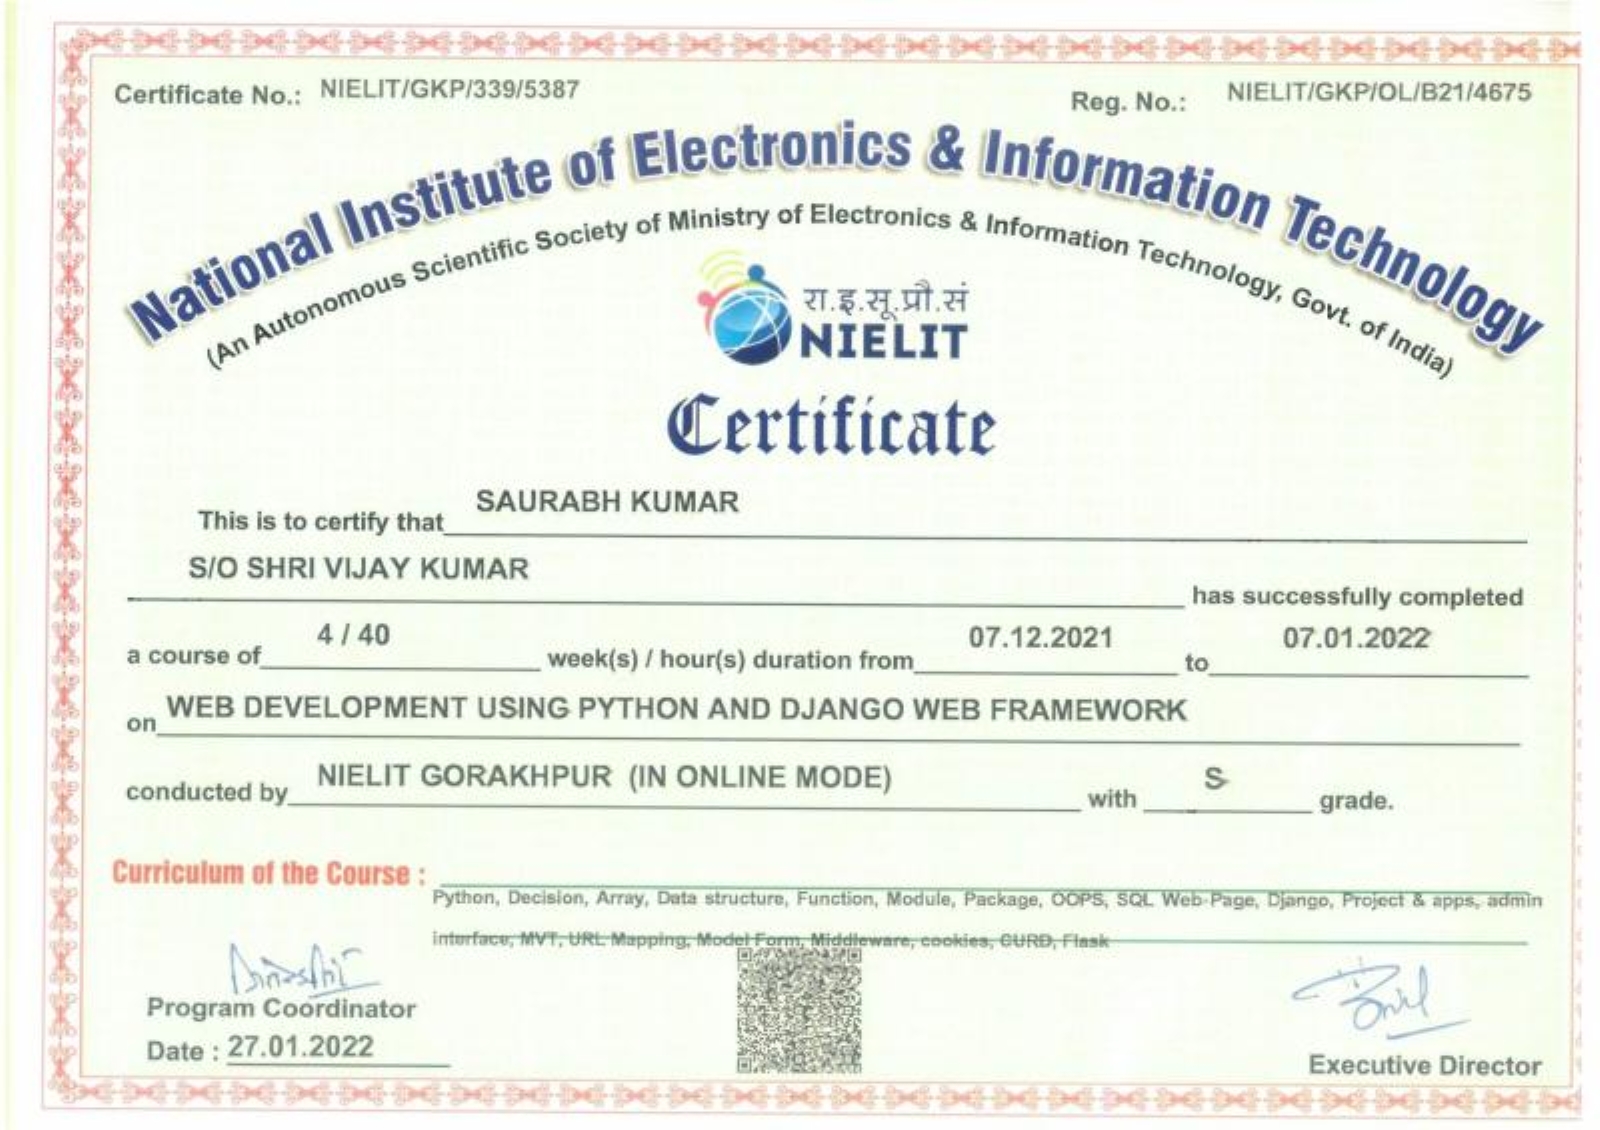 Certificate No.: NIELIT/GKP/339/5387
Reg. No.: NIELIT/GKP/OL/B21/4675
National Institute of Electronics & Information Technology
(An Autonomous Scientific Society of Ministry of Electronics & Information Technology, Govt. of India)
रा.इ.सू.प्रौ.सं
NIELIT
Certificate
This is to certify that SAURABH KUMAR
S/O SHRI VIJAY KUMAR has successfully completed
a course of 4 / 40 week(s) / hour(s) duration from 07.12.2021 to 07.01.2022
on WEB DEVELOPMENT USING PYTHON AND DJANGO WEB FRAMEWORK
conducted by NIELIT GORAKHPUR (IN ONLINE MODE) with S grade.
Curriculum of the Course :
Python, Decision, Array, Data structure, Function, Module, Package, OOPS, SQL Web-Page, Django, Project & apps, admin
interface, MVT, URL Mapping, Model Form, Middleware, cookies, CURD, Flask
Program Coordinator
Date : 27.01.2022
Executive Director